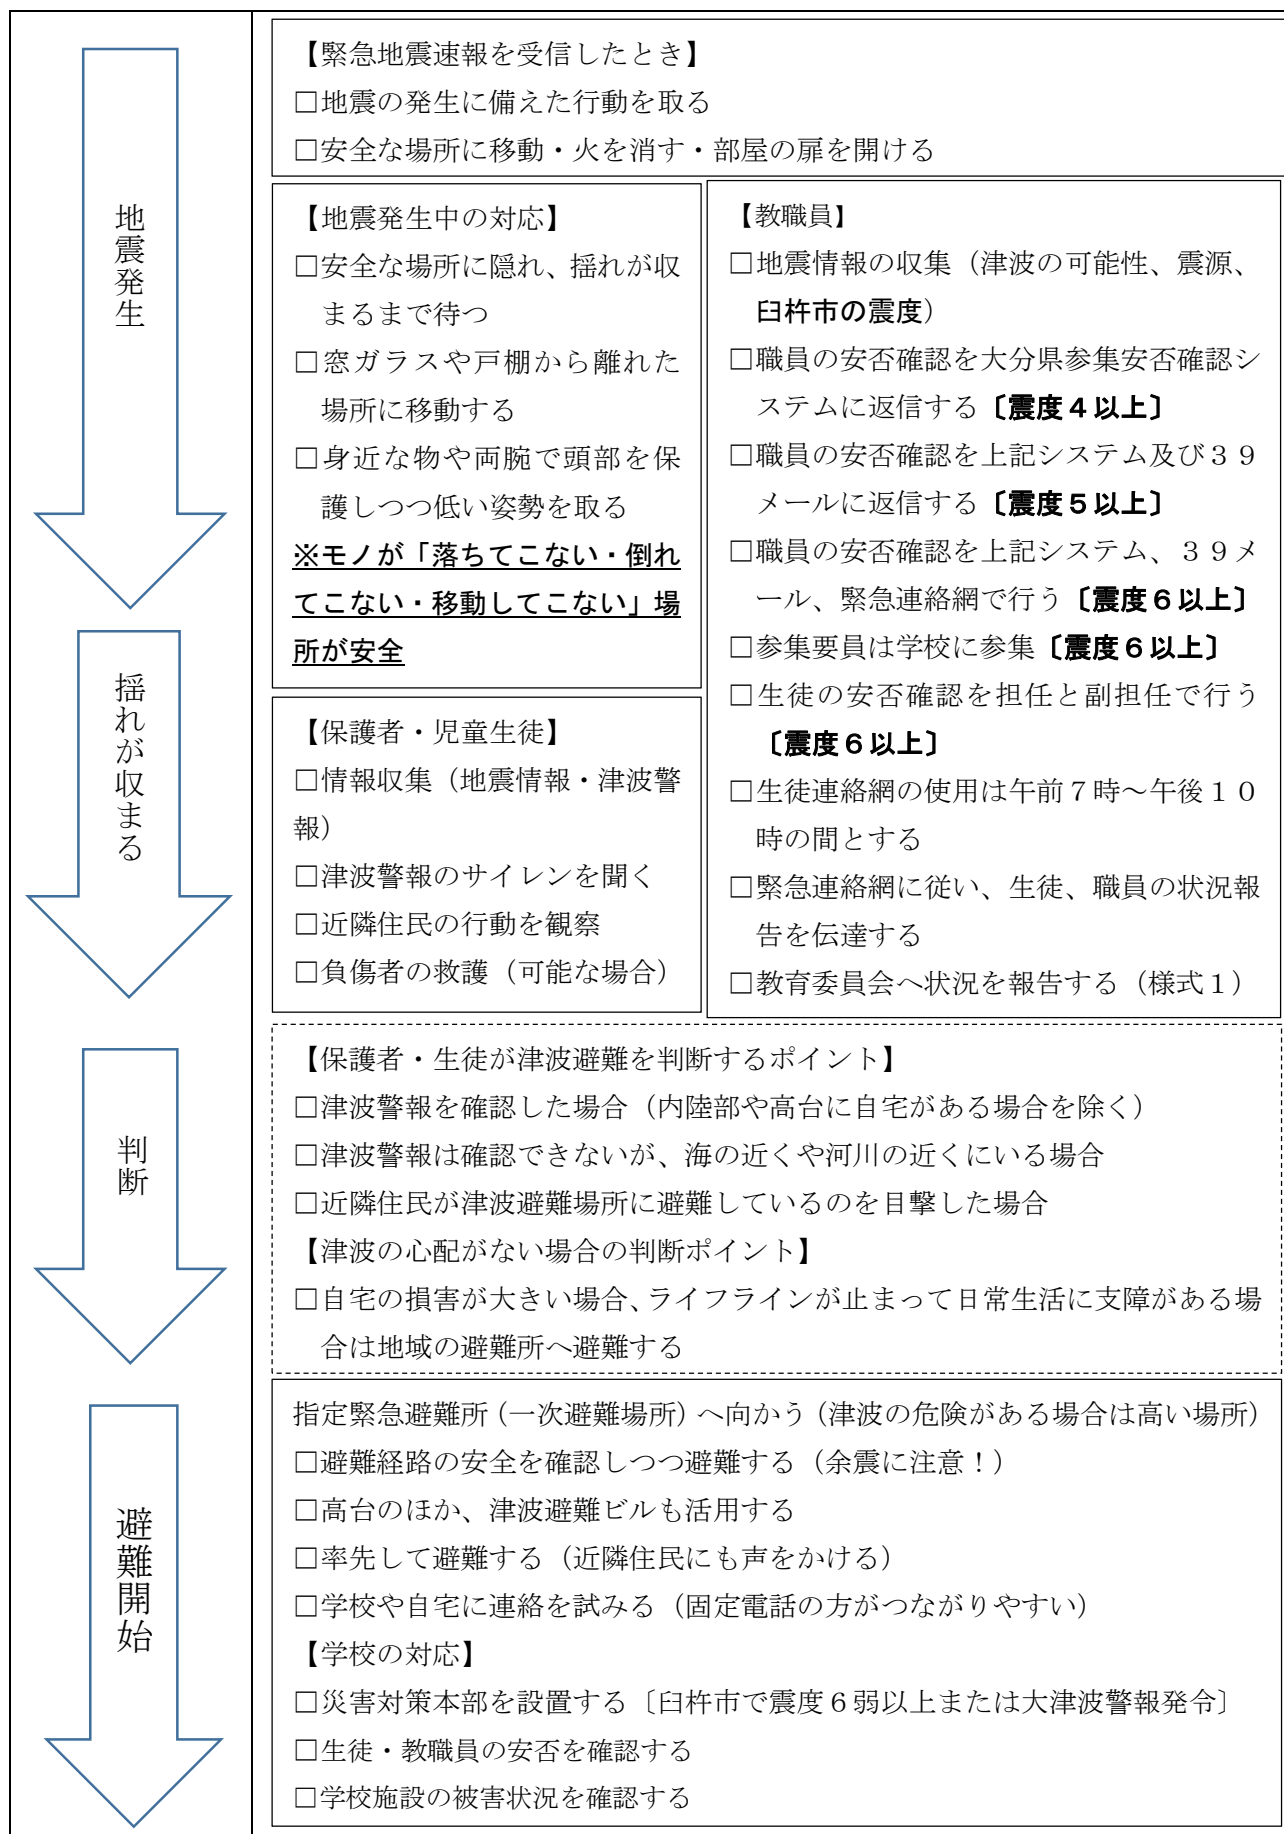 地震発生
【緊急地震速報を受信したとき】
□地震の発生に備えた行動を取る
□安全な場所に移動・火を消す・部屋の扉を開ける
【地震発生中の対応】
□安全な場所に隠れ、揺れが収
まるまで待つ
□窓ガラスや戸棚から離れた
場所に移動する
□身近な物や両腕で頭部を保
護しつつ低い姿勢を取る
※モノが「落ちてこない・倒れ
てこない・移動してこない」場
所が安全
【教職員】
□地震情報の収集（津波の可能性、震源、
臼杵市の震度）
□職員の安否確認を大分県参集安否確認シ
ステムに返信する〔震度４以上〕
□職員の安否確認を上記システム及び３９
メールに返信する〔震度５以上〕
□職員の安否確認を上記システム、３９メ
ール、緊急連絡網で行う〔震度６以上〕
□参集要員は学校に参集〔震度６以上〕
□生徒の安否確認を担任と副担任で行う
〔震度６以上〕
□生徒連絡網の使用は午前７時～午後１０
時の間とする
□緊急連絡網に従い、生徒、職員の状況報
告を伝達する
□教育委員会へ状況を報告する（様式１）
揺れが収まる
【保護者・児童生徒】
□情報収集（地震情報・津波警
報）
□津波警報のサイレンを聞く
□近隣住民の行動を観察
□負傷者の救護（可能な場合）
判断
【保護者・生徒が津波避難を判断するポイント】
□津波警報を確認した場合（内陸部や高台に自宅がある場合を除く）
□津波警報は確認できないが、海の近くや河川の近くにいる場合
□近隣住民が津波避難場所に避難しているのを目撃した場合
【津波の心配がない場合の判断ポイント】
□自宅の損害が大きい場合、ライフラインが止まって日常生活に支障がある場
合は地域の避難所へ避難する
避難開始
指定緊急避難所（一次避難場所）へ向かう（津波の危険がある場合は高い場所）
□避難経路の安全を確認しつつ避難する（余震に注意！）
□高台のほか、津波避難ビルも活用する
□率先して避難する（近隣住民にも声をかける）
□学校や自宅に連絡を試みる（固定電話の方がつながりやすい）
【学校の対応】
□災害対策本部を設置する〔臼杵市で震度６弱以上または大津波警報発令〕
□生徒・教職員の安否を確認する
□学校施設の被害状況を確認する